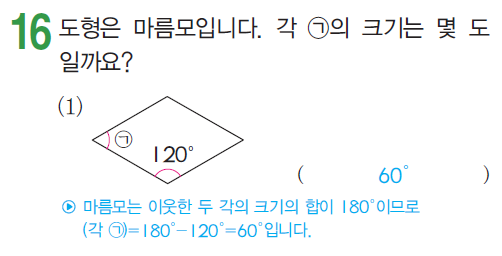 16 도형은 마름모입니다. 각 ㉠의 크기는 몇 도
일까요?
(1)
㉠
120°
( 60° )
▶ 마름모는 이웃한 두 각의 크기의 합이 180°이므로
(각 ㉠)=180°-120°=60°입니다.